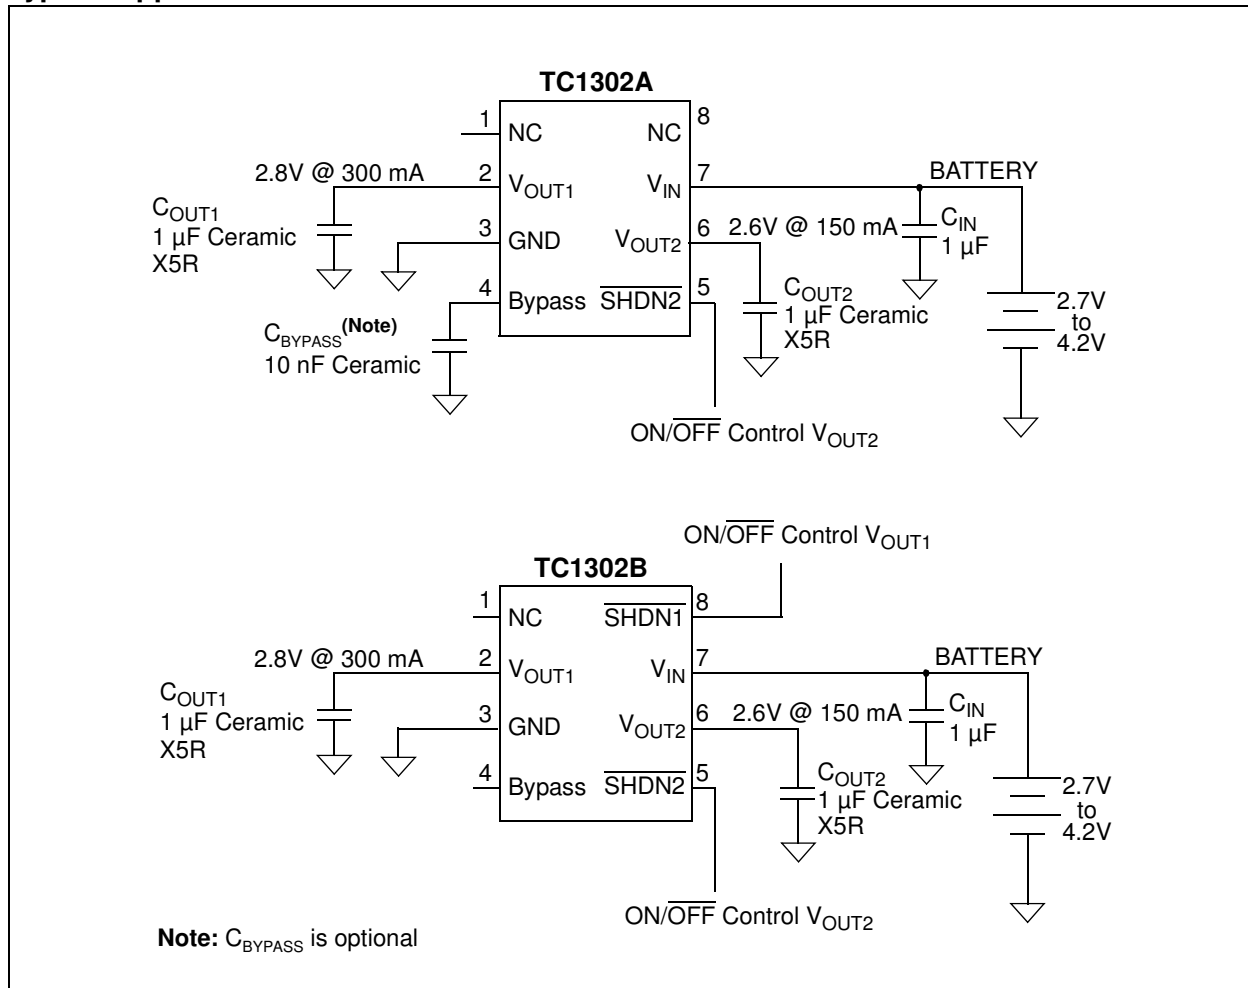 TC1302A
1 NC NC 8
2.8V @ 300 mA 2 VOUT1 VIN 7 BATTERY
COUT1
1 µF Ceramic
X5R
3 GND VOUT2 6 2.6V @ 150 mA
CIN
1 µF
4 Bypass SHDN2 5
COUT2
1 µF Ceramic
X5R
2.7V
to
4.2V
CBYPASS(Note)
10 nF Ceramic
ON/OFF Control VOUT2
ON/OFF Control VOUT1
TC1302B
1 NC SHDN1 8
2.8V @ 300 mA 2 VOUT1 VIN 7 BATTERY
COUT1
1 µF Ceramic
X5R
3 GND VOUT2 6 2.6V @ 150 mA
CIN
1 µF
4 Bypass SHDN2 5
COUT2
1 µF Ceramic
X5R
2.7V
to
4.2V
ON/OFF Control VOUT2
Note: CBYPASS is optional